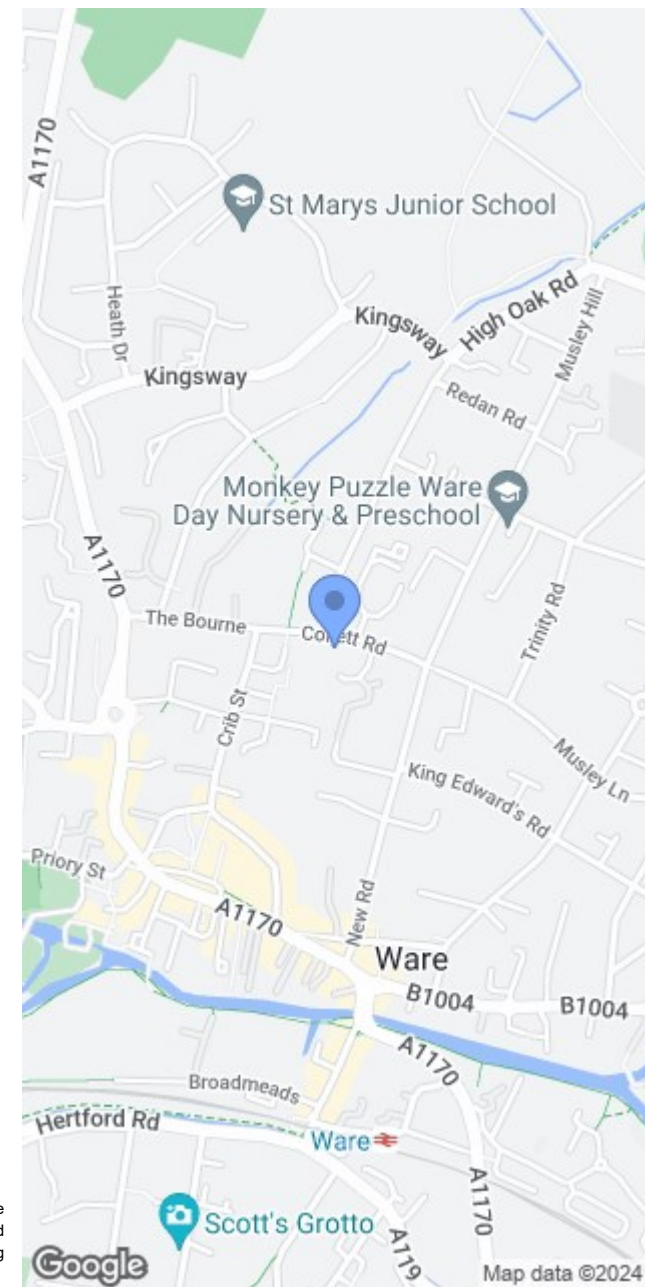 A1170
St Marys Junior School
Heath Dr
Kingsway
High Oak Rd
Musley Hill
Kingsway
Redan Rd
Monkey Puzzle Ware
Day Nursery & Preschool
A1170
The Bourne
Collett Rd
Trinity Rd
Crib St
Musley Ln
King Edward's Rd
Priory St
A1170
New Rd
Ware
B1004
B1004
A1170
Broadmeads
Hertford Rd
Ware
A1170
Scott's Grotto
A119
Google
Map data ©2024